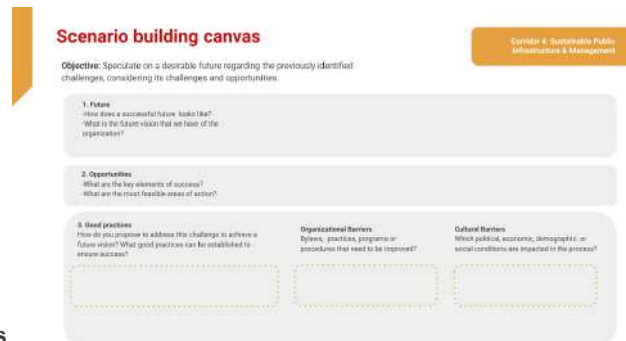 Scenario building canvas
Corridor 4: Sustainable Public
Infrastructure & Management
Objective: Speculate on a desirable future regarding the previously identified
challenges, considering its challenges and opportunities.
1. Future
-How does a successful future looks like?
-What is the future vision that we have of the
organization?
2. Opportunities
-What are the key elements of success?
-What are the most feasible areas of action?
3. Good practices
How do you propose to address this challenge to achieve a
future vision? What good practices can be established to
ensure success?
Organizational Barriers
Bylaws, practices, programs or
procedures that need to be improved?
Cultural Barriers
Which political, economic, demographic or
social conditions are impacted in the process?
s